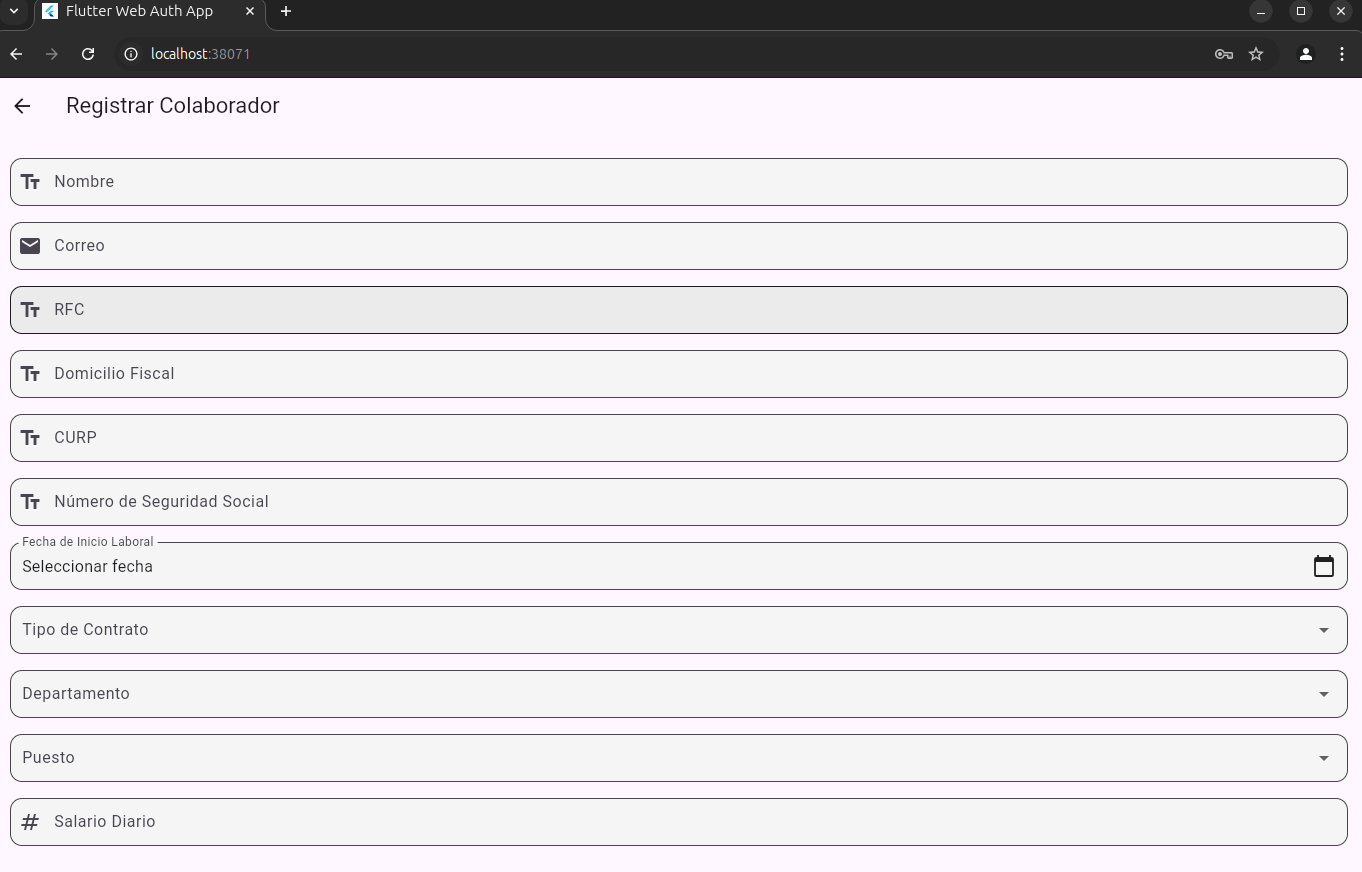 Flutter Web Auth App
localhost:38071
Registrar Colaborador
Nombre
Correo
RFC
Domicilio Fiscal
CURP
Número de Seguridad Social
Fecha de Inicio Laboral
Seleccionar fecha
Tipo de Contrato
Departamento
Puesto
Salario Diario